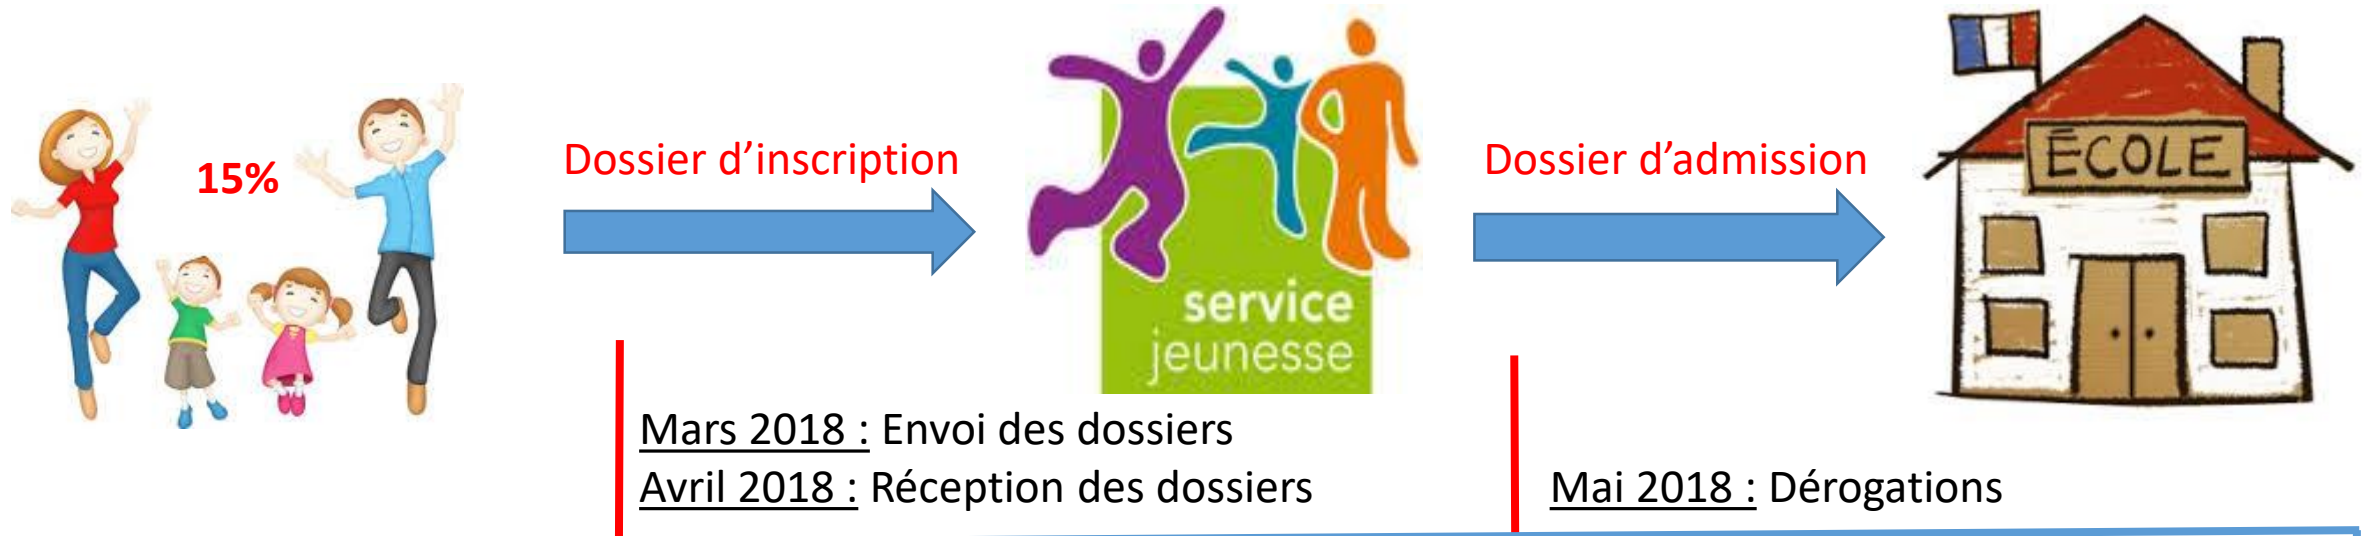 15%
Dossier d’inscription
service
jeunesse
Dossier d’admission
ÉCOLE
Mars 2018 : Envoi des dossiers
Avril 2018 : Réception des dossiers
Mai 2018 : Dérogations